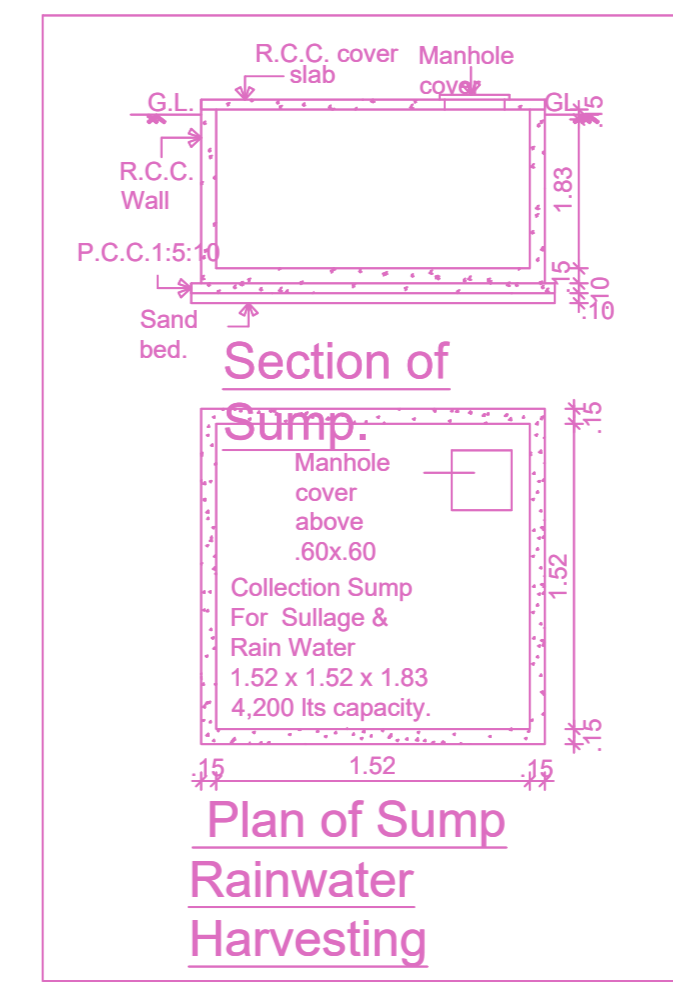 R.C.C. cover
slab
Manhole
cover
G.L.
GL.
.15
R.C.C.
Wall
1.83
P.C.C.1:5:10
.15
.10
.10
Sand
bed.
Section of
Sump.
.15
Manhole
cover
above
.60x.60
1.52
Collection Sump
For Sullage &
Rain Water
1.52 x 1.52 x 1.83
4,200 lts capacity.
.15
.15
1.52
.15
Plan of Sump
Rainwater
Harvesting